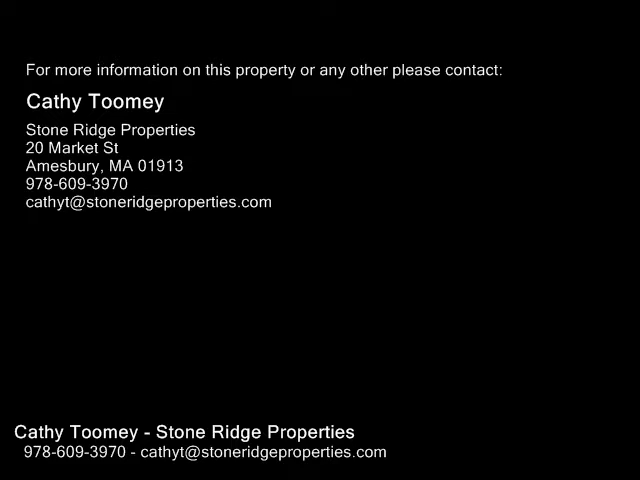 For more information on this property or any other please contact:
Cathy Toomey
Stone Ridge Properties
20 Market St
Amesbury, MA 01913
978-609-3970
cathyt@stoneridgeproperties.com
Cathy Toomey - Stone Ridge Properties
978-609-3970 - cathyt@stoneridgeproperties.com